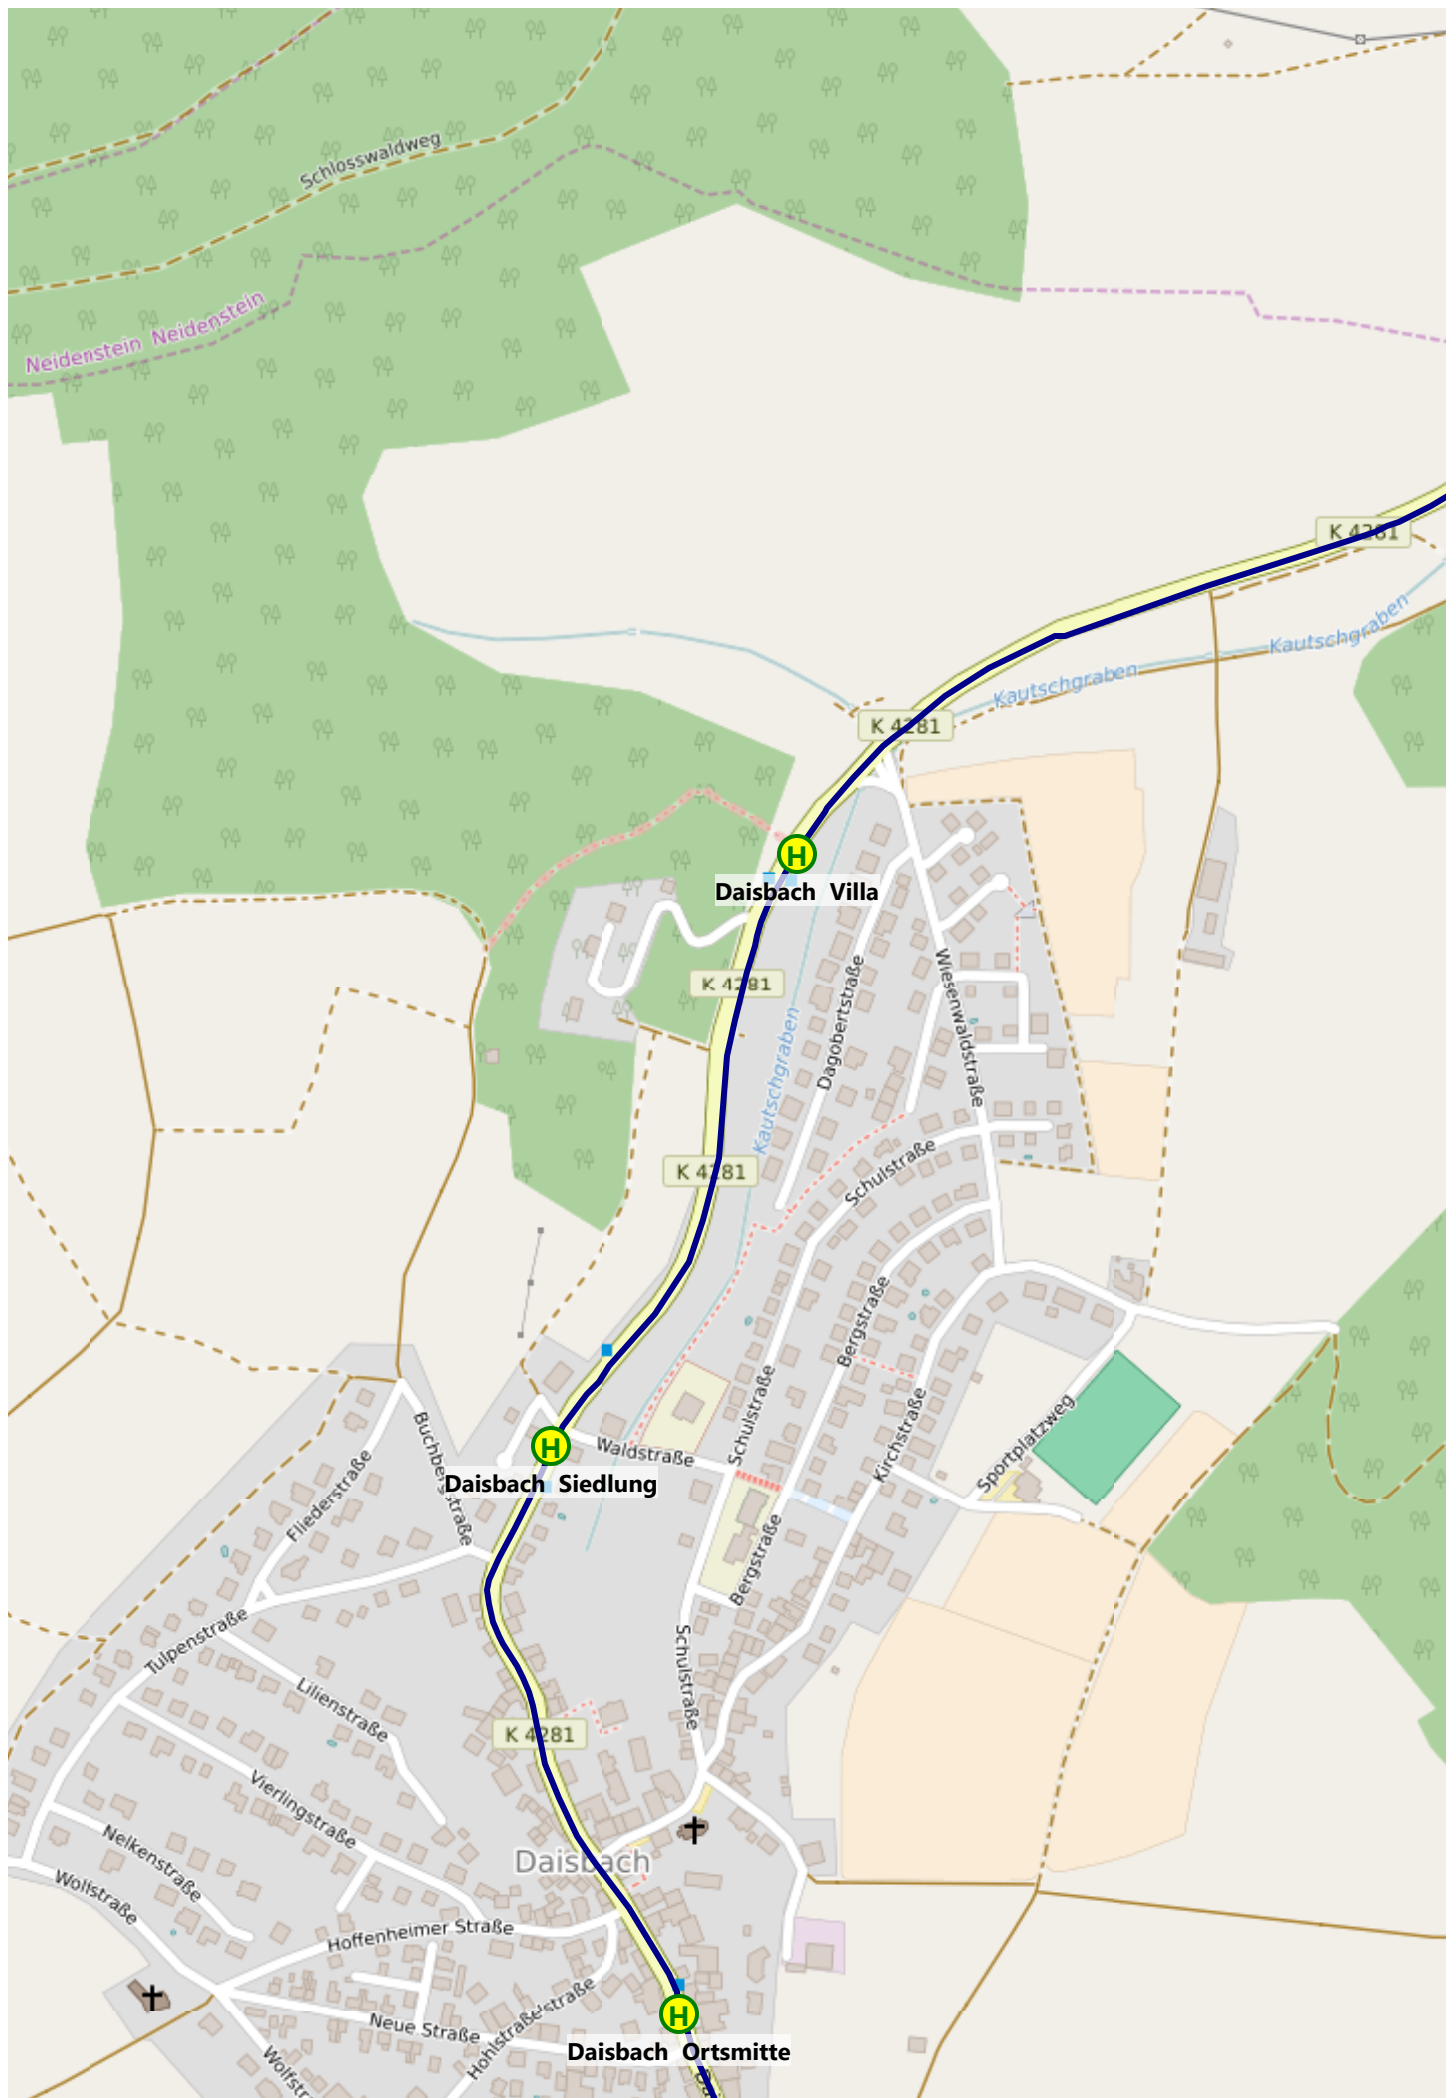 Schlosswaldweg
Neidenstein Neidenstein
K 4281
Kautschgraben
Kautschgraben
K 4281
H
Daisbach Villa
K 4281
Wiesenwaldstraße
Dagobertstraße
Kautschgraben
K 4281
Schulstraße
Bergstraße
Schulstraße
Kirchstraße
Sportplatzweg
Buchbergstraße
H
Waldstraße
Daisbach Siedlung
Fliederstraße
Bergstraße
Tulpenstraße
Schulstraße
Lilienstraße
K 4281
Vierlingstraße
Daisbach
Nelkenstraße
Wollstraße
Hoffenheimer Straße
Neue Straße
Hohlstraße
H
Daisbach Ortsmitte